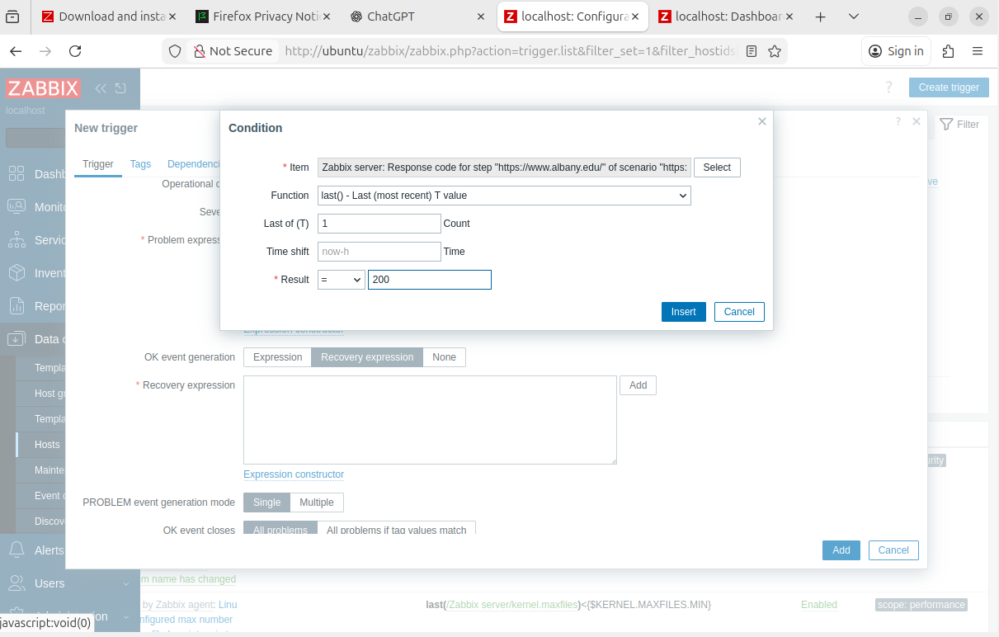 Download and insta
Firefox Privacy Noti
ChatGPT
localhost: Configura
localhost: Dashboar
Not Secure
http://ubuntu/zabbix/zabbix.php?action=trigger.list&filter_set=1&filter_hostids
Sign in
ZABBIX
localhost
?
Create trigger
Filter
New trigger
?
Condition
Trigger
Tags
Dependenci
* Item
Zabbix server: Response code for step "https://www.albany.edu/" of scenario "https:
Select
Operational d
Function
last() - Last (most recent) T value
Seve
Last of (T)
1
Count
* Problem express
Time shift
now-h
Time
* Result
=
200
Insert
Cancel
Expression constructor
OK event generation
Expression
Recovery expression
None
* Recovery expression
Add
Expression constructor
PROBLEM event generation mode
Single
Multiple
OK event closes
All problems
All problems if tag values match
Add
Cancel
Dashb
Monito
Servic
Invent
Repor
Data c
Templa
Host gr
Templa
Hosts
Mainte
Event c
Discov
Alerts
Users
Administration
javascript:void(0)
ve
urity
m name has changed
by Zabbix agent: Linu
nfigured max number
last(/Zabbix server/kernel.maxfiles)<{$KERNEL.MAXFILES.MIN}
Enabled
scope: performance